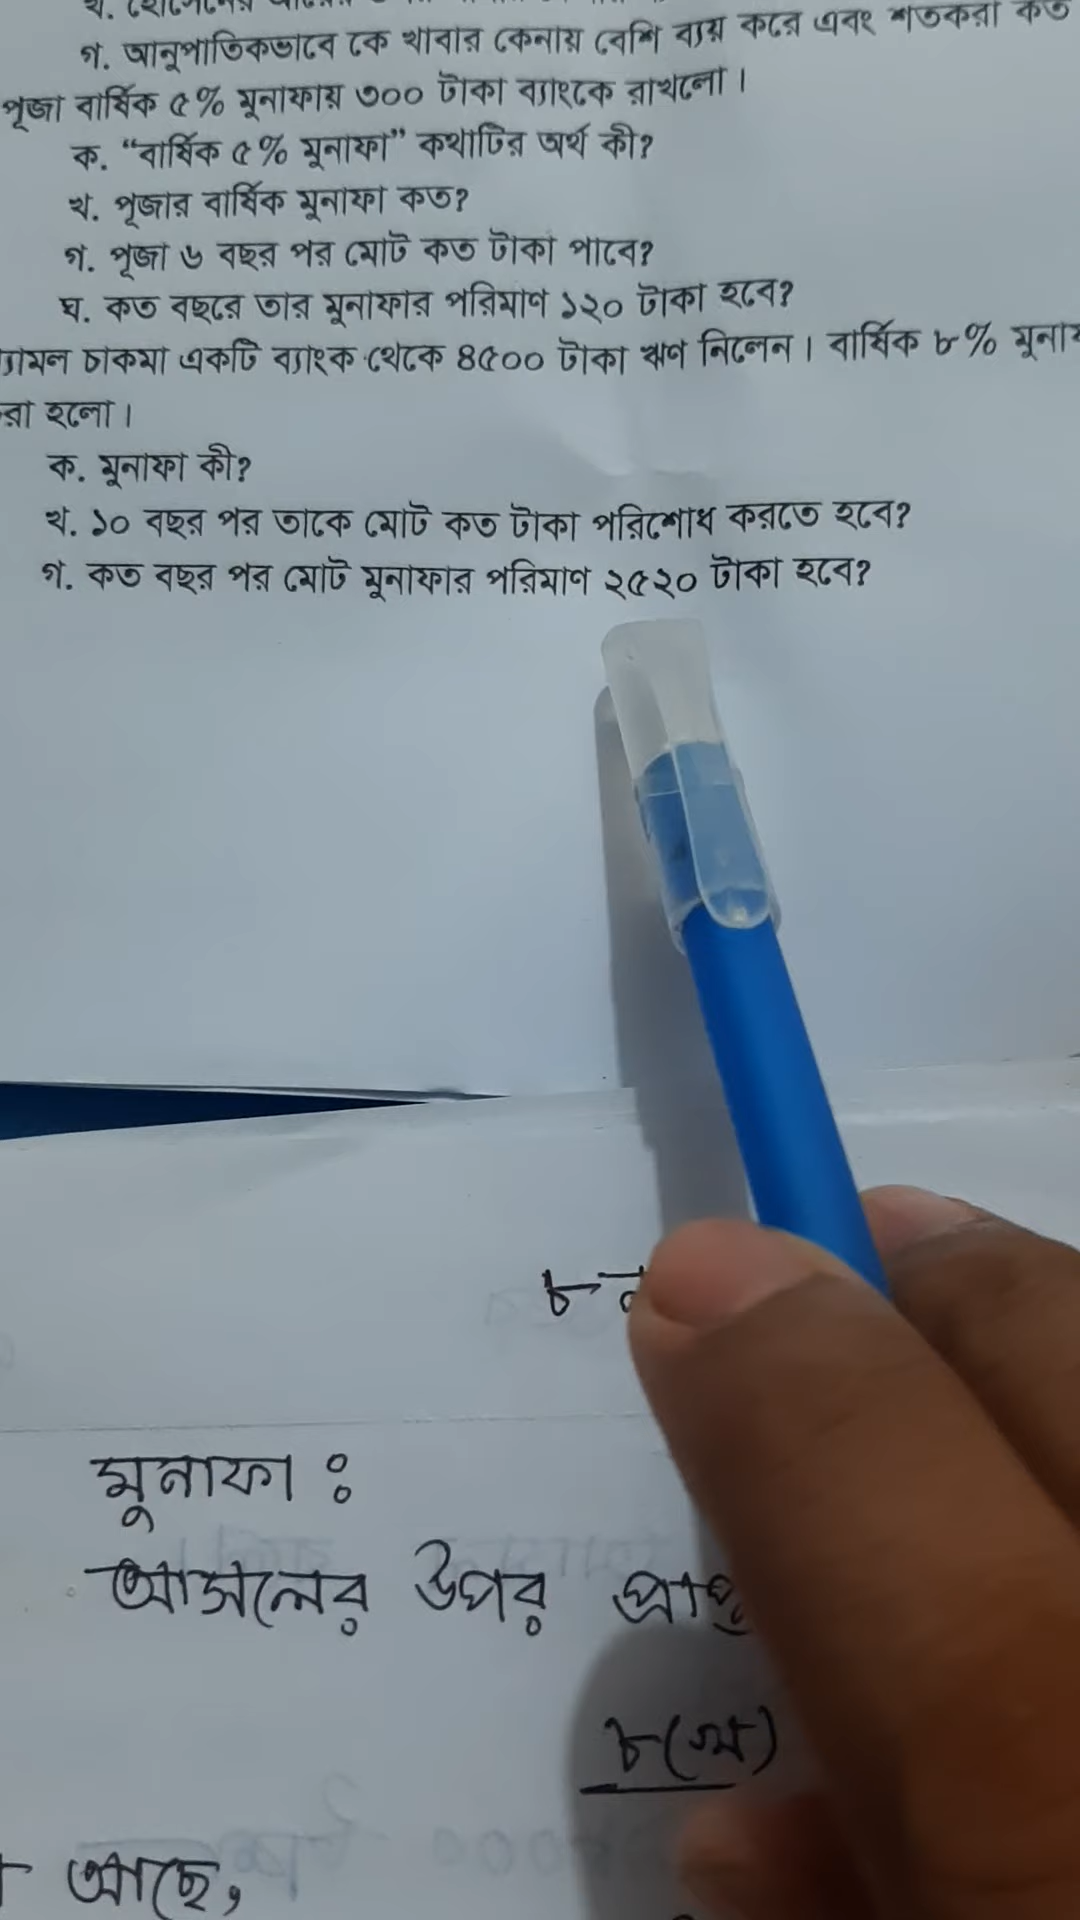 গ. আনুপাতিকভাবে কে খাবার কেনায় বেশি ব্যয় করে এবং শতকরা কত
পূজা বার্ষিক ৫% মুনাফায় ৩০০ টাকা ব্যাংকে রাখলো।
ক. “বার্ষিক ৫% মুনাফা” কথাটির অর্থ কী?
খ. পূজার বার্ষিক মুনাফা কত?
গ. পূজা ৬ বছর পর মোট কত টাকা পাবে?
ঘ. কত বছরে তার মুনাফার পরিমাণ ১২০ টাকা হবে?
চাকমা একটি ব্যাংক থেকে ৪৫০০ টাকা ঋণ নিলেন। বার্ষিক ৮%
হলো।
ক. মুনাফা কী?
খ. ১০ বছর পর তাকে মোট কত টাকা পরিশোধ করতে হবে?
গ. কত বছর পর মোট মুনাফার পরিমাণ ২৫২০ টাকা হবে?
৮
মুনাফা ঃ
আসলের উপর
৮(খ)
আছে,